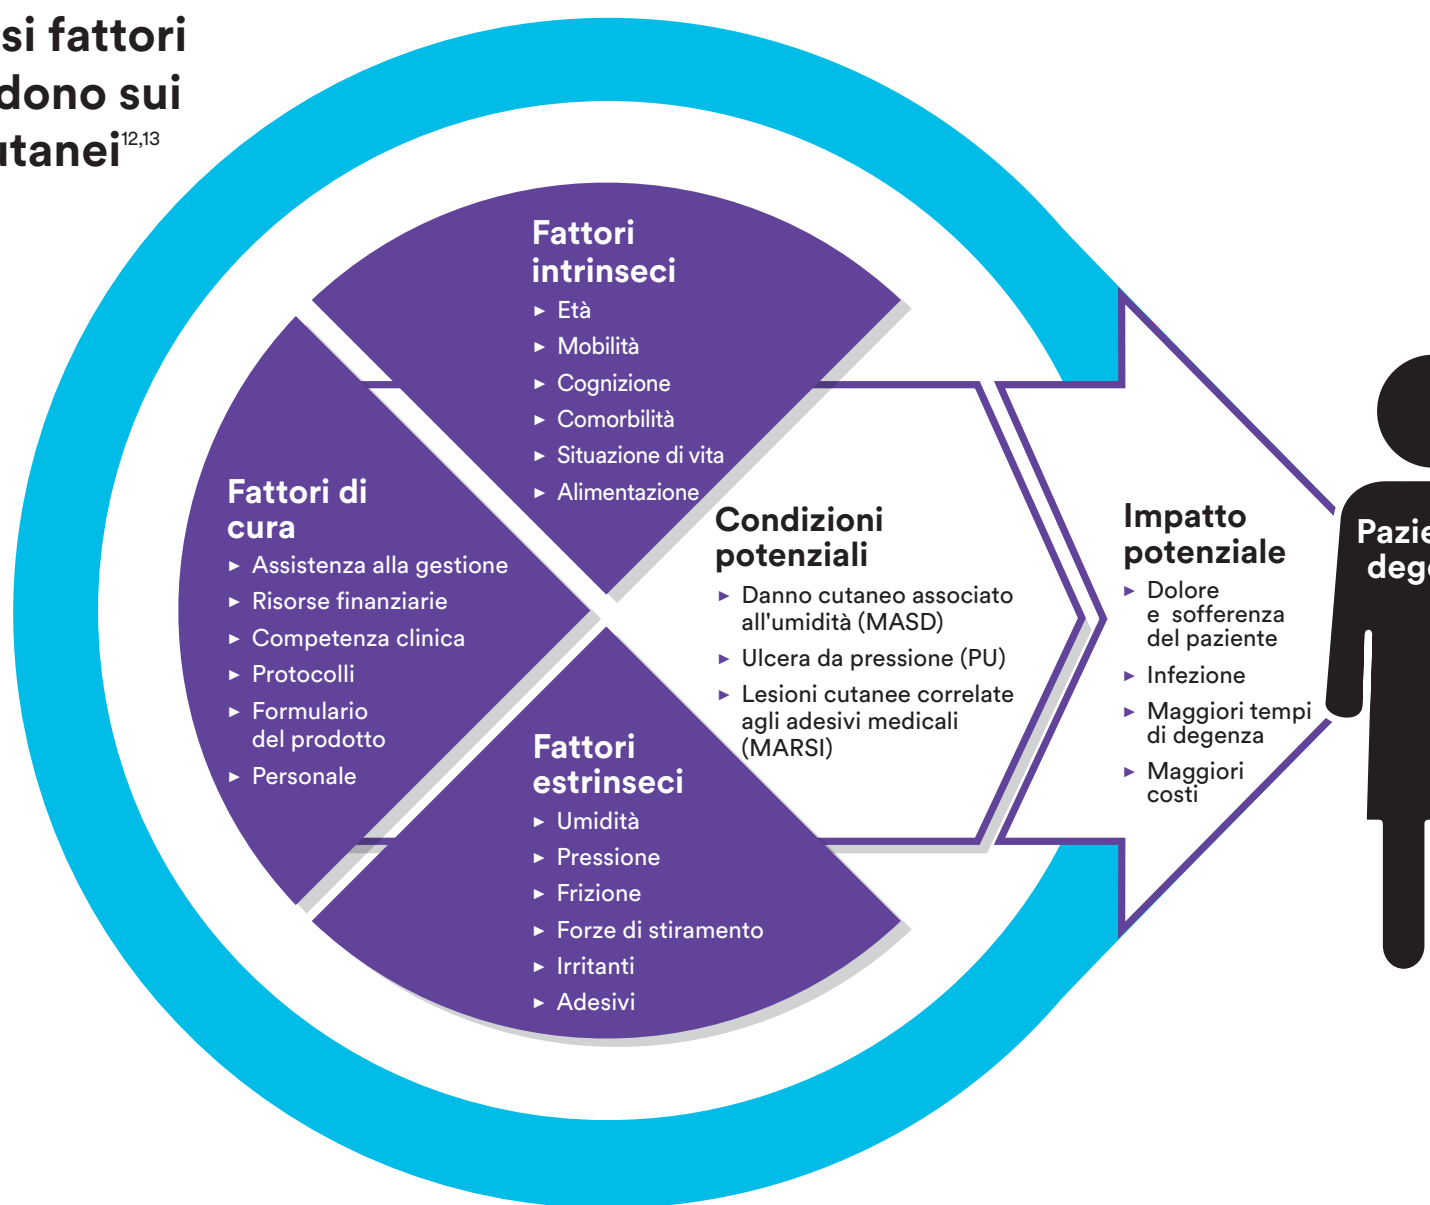 si fattori
dono sui
utanei12,13
Fattori
intrinseci
► Età
► Mobilità
► Cognizione
► Comorbilità
► Situazione di vita
► Alimentazione
Fattori di
cura
► Assistenza alla gestione
► Risorse finanziarie
► Competenza clinica
► Protocolli
► Formulario
del prodotto
► Personale
Fattori
estrinseci
► Umidità
► Pressione
► Frizione
► Forze di stiramento
► Irritanti
► Adesivi
Condizioni
potenziali
► Danno cutaneo associato
all'umidità (MASD)
► Ulcera da pressione (PU)
► Lesioni cutanee correlate
agli adesivi medicali
(MARSI)
Impatto
potenziale
► Dolore
e sofferenza
del paziente
► Infezione
► Maggiori tempi
di degenza
► Maggiori
costi
Pazie
dege